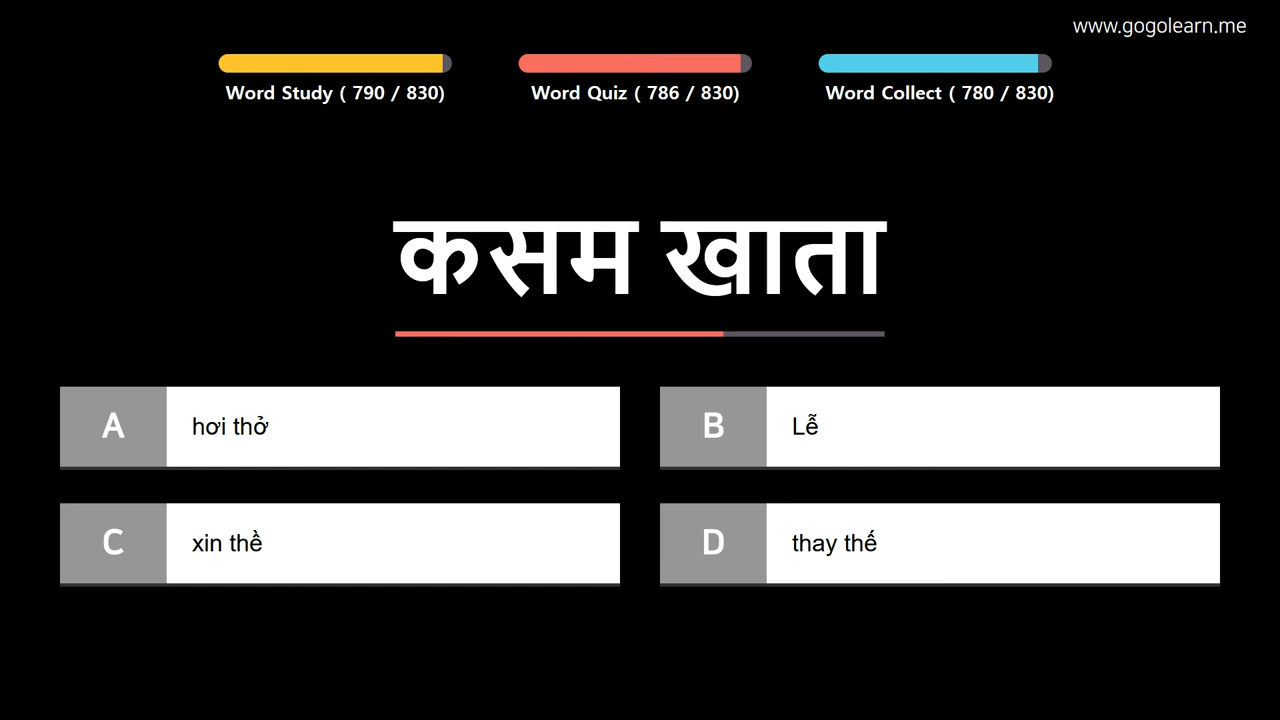 www.gogolearn.me
Word Study ( 790 / 830)
Word Quiz ( 786 / 830)
Word Collect ( 780 / 830)
कसम खाता
A
hơi thở
B
Lễ
C
xin thề
D
thay thế